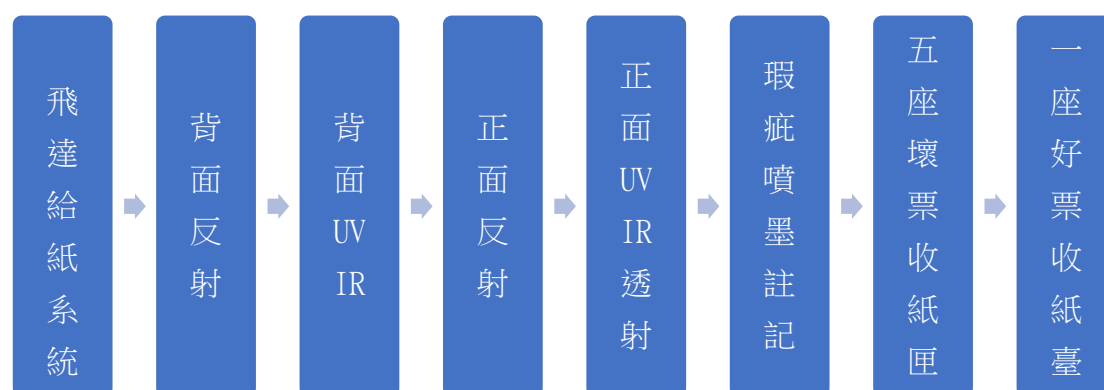 飛達給紙系統
背面反射
背面UV IR
正面反射
正面UV IR透射
瑕疵噴墨註記
五座壞票收紙匣
一座好票收紙臺